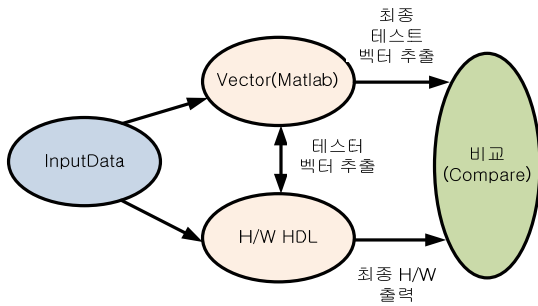 최종
테스트
벡터 추출
Vector(Matlab)
InputData
테스터
벡터 추출
비교
(Compare)
H/W HDL
최종 H/W
출력